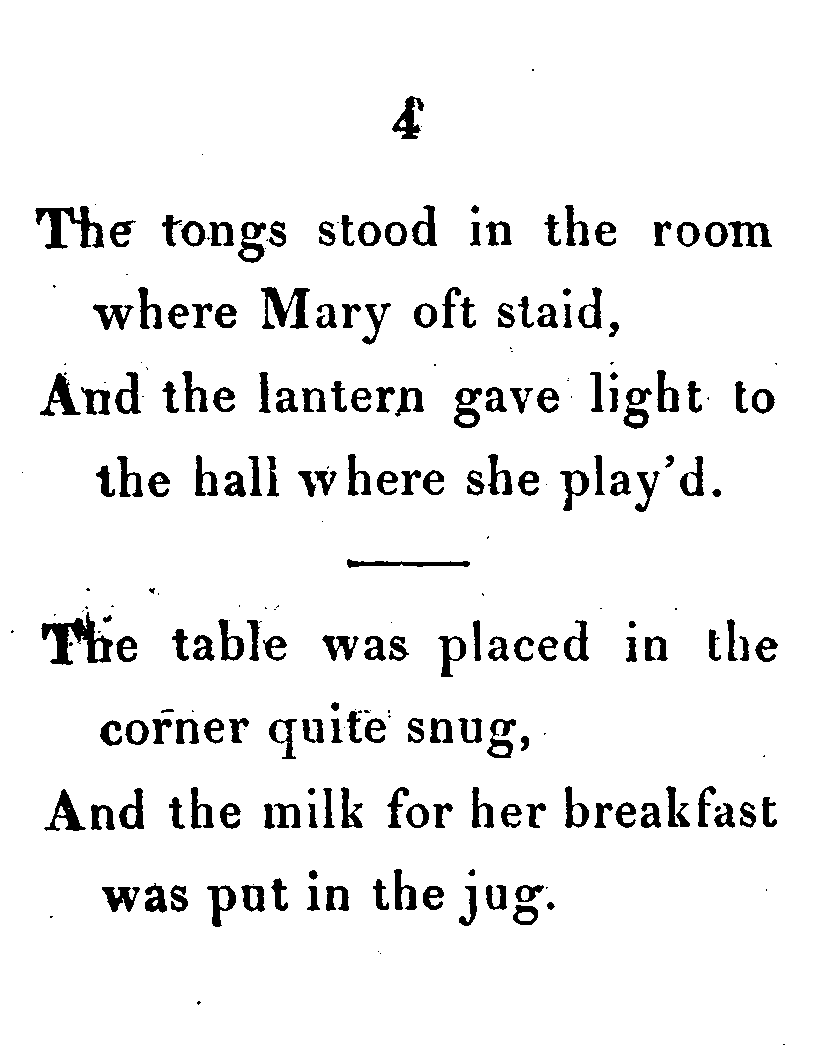 4
The tongs stood in the room
where Mary oft staid,
And the lantern gave light to
the hall where she play'd.
The table was placed in the
corner quite snug,
And the milk for her breakfast
was put in the jug.